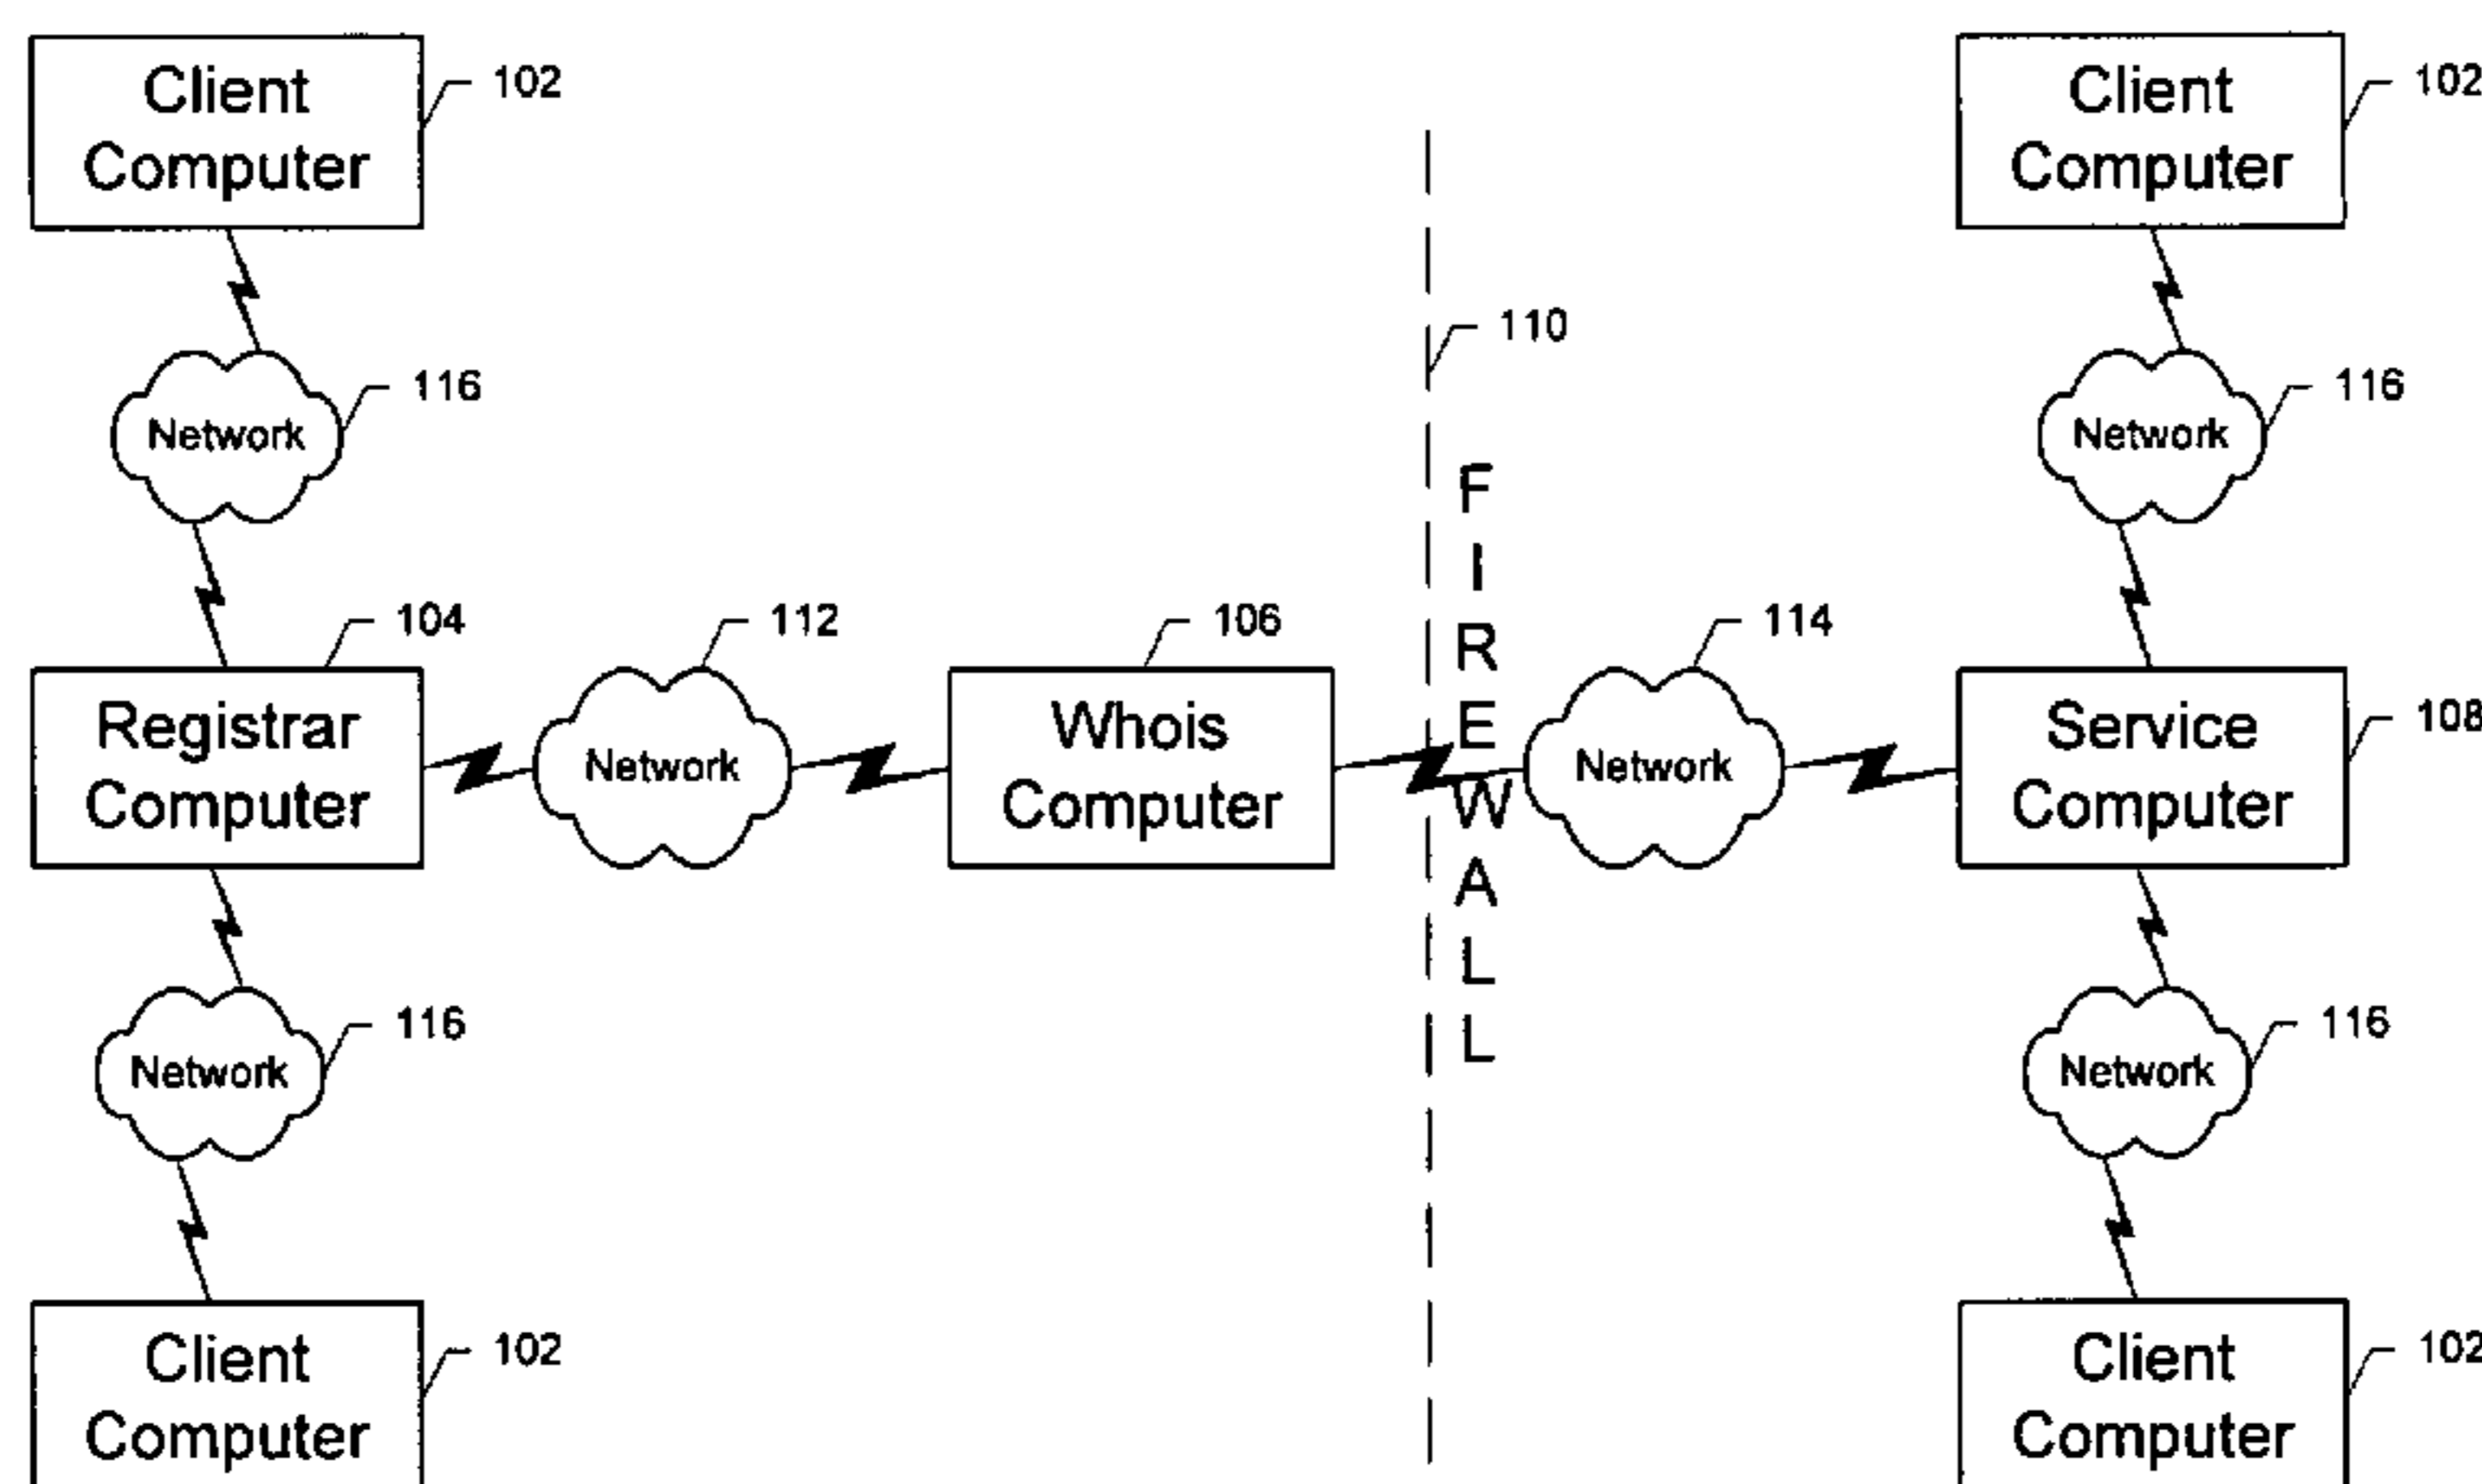 Client
Computer
102
Client
Computer
102
110
Network
116
Network
116
FIREWALL
Registrar
Computer
104
Network
112
Whois
Computer
106
Network
114
Service
Computer
108
Network
116
Network
116
Client
Computer
102
Client
Computer
102